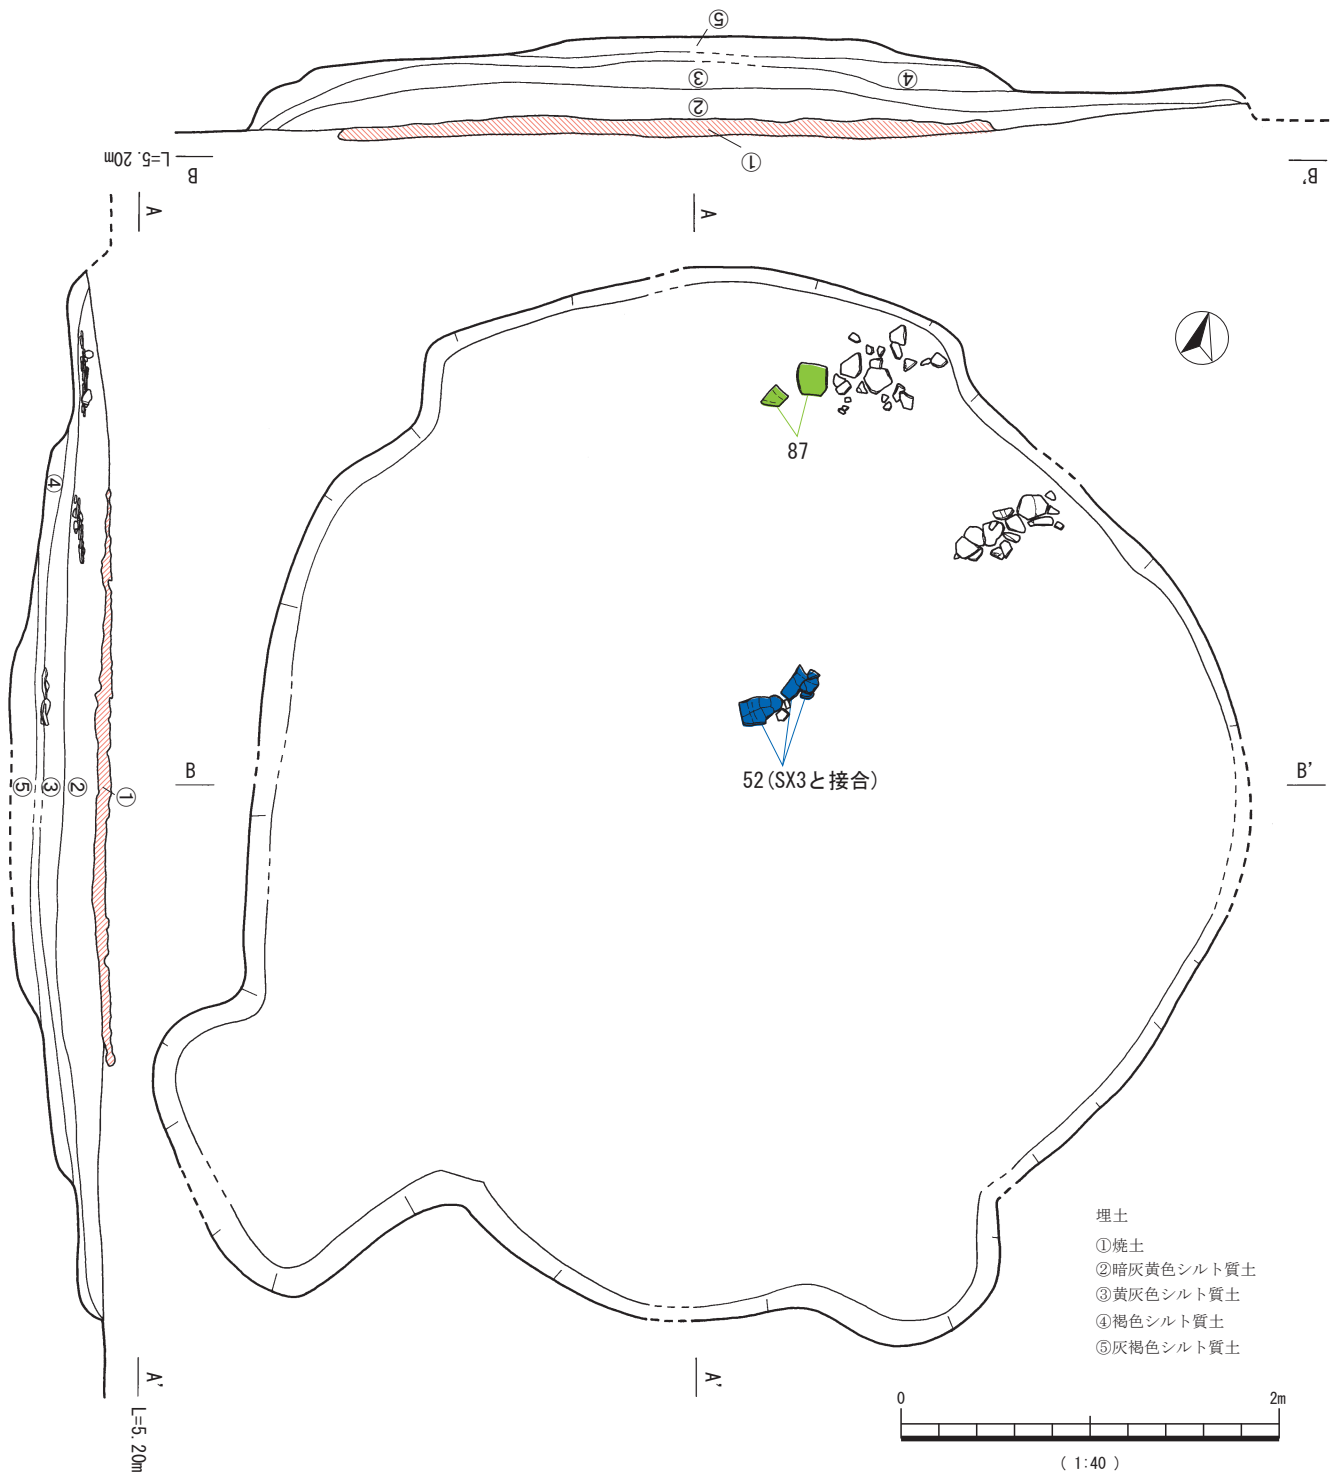 ⑤
③
④
②
①
L=5.20m
B
B'
A
A
87
④
52(SX3と接合)
B
B'
⑤
③
②
①
A'
L=5.20m
A'
埋土
①焼土
②暗灰黄色シルト質土
③黄灰色シルト質土
④褐色シルト質土
⑤灰褐色シルト質土
0 2m
( 1:40 )